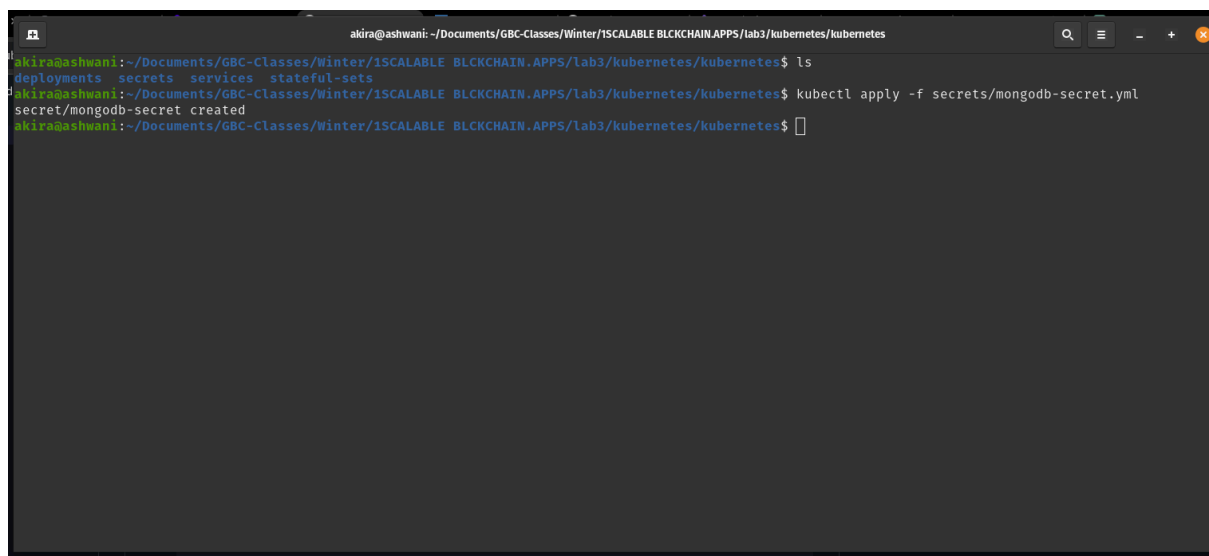 akira@ashwani: ~/Documents/GBC-Classes/Winter/1SCALABLE BLCKCHAIN.APPS/lab3/kubernetes/kubernetes
akira@ashwani:~/Documents/GBC-Classes/Winter/1SCALABLE BLCKCHAIN.APPS/lab3/kubernetes/kubernetes$ ls
deployments secrets services stateful-sets
akira@ashwani:~/Documents/GBC-Classes/Winter/1SCALABLE BLCKCHAIN.APPS/lab3/kubernetes/kubernetes$ kubectl apply -f secrets/mongodb-secret.yml
secret/mongodb-secret created
akira@ashwani:~/Documents/GBC-Classes/Winter/1SCALABLE BLCKCHAIN.APPS/lab3/kubernetes/kubernetes$